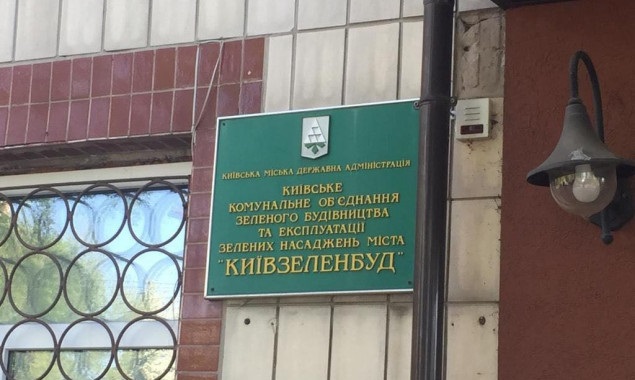 КИЇВСЬКА МІСЬКА ДЕРЖАВНА АДМІНІСТРАЦІЯ
КИЇВСЬКЕ
КОМУНАЛЬНЕ ОБ'ЄДНАННЯ
ЗЕЛЕНОГО БУДІВНИЦТВА
ТА ЕКСПЛУАТАЦІЇ
ЗЕЛЕНИХ НАСАДЖЕНЬ МІСТА
"КИЇВЗЕЛЕНБУД"